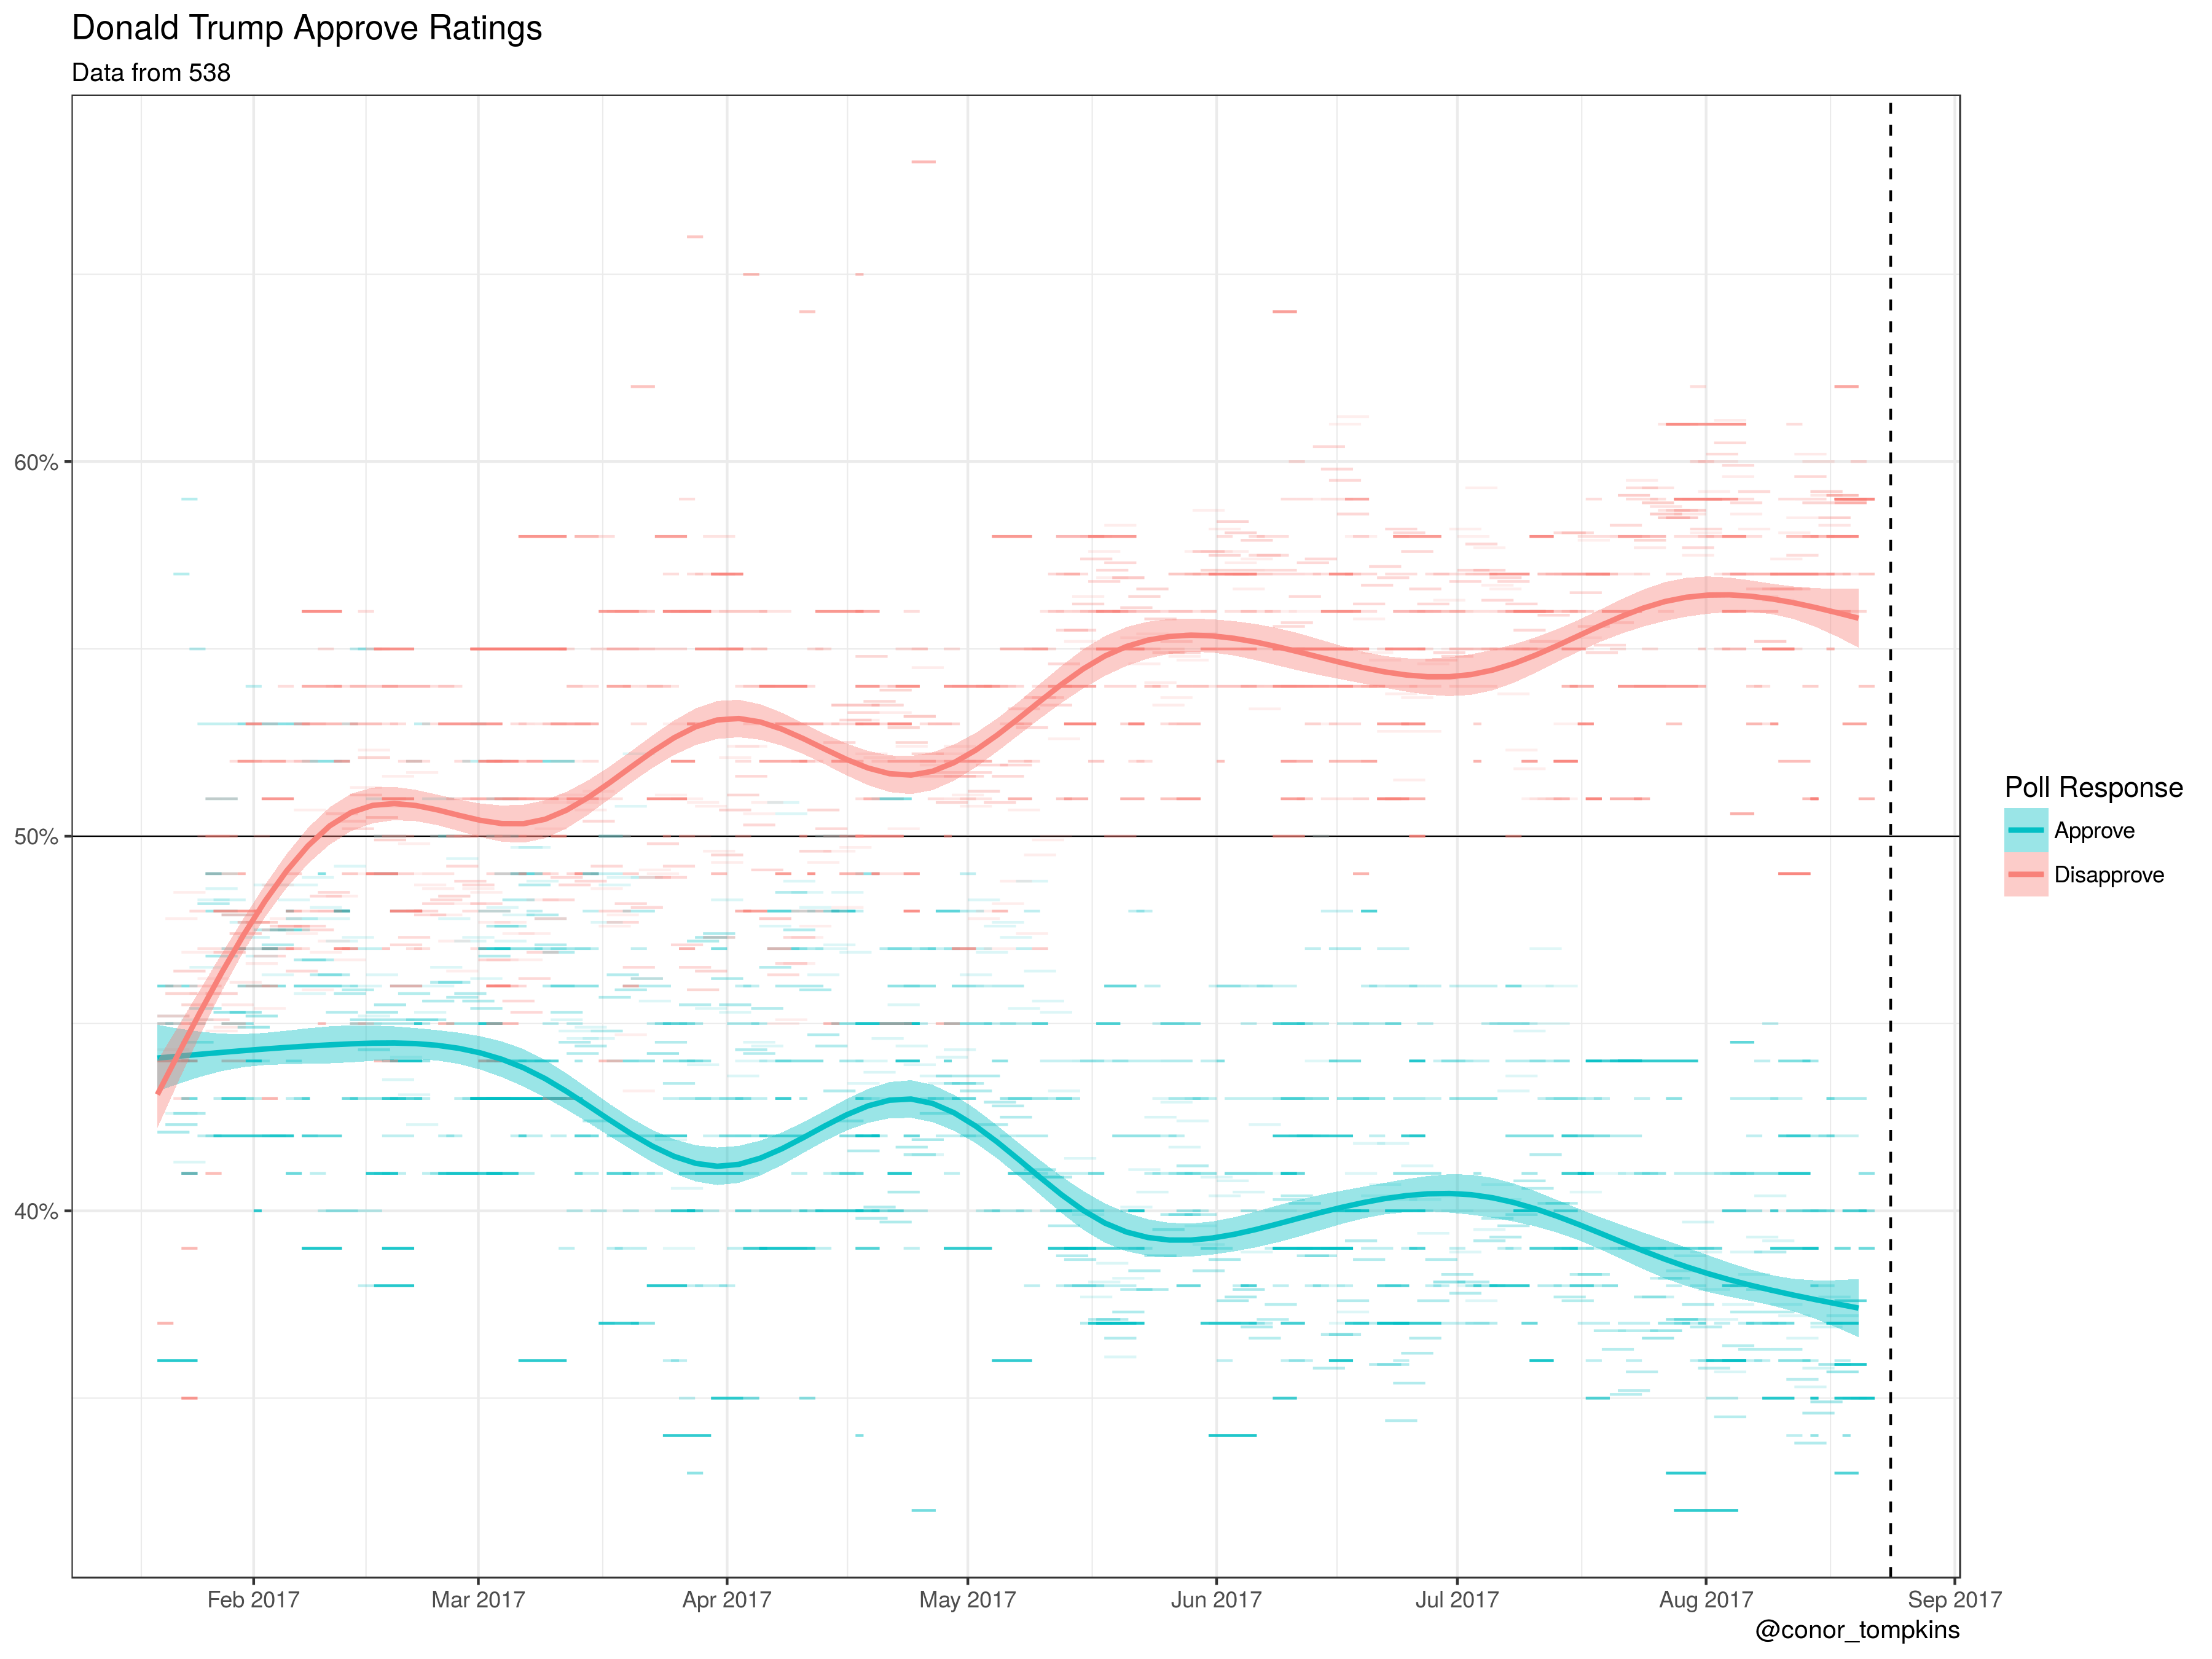 Donald Trump Approve Ratings
Data from 538
60%
50%
40%
Feb 2017 Mar 2017 Apr 2017 May 2017 Jun 2017 Jul 2017 Aug 2017 Sep 2017
@conor_tompkins
Poll Response
Approve
Disapprove